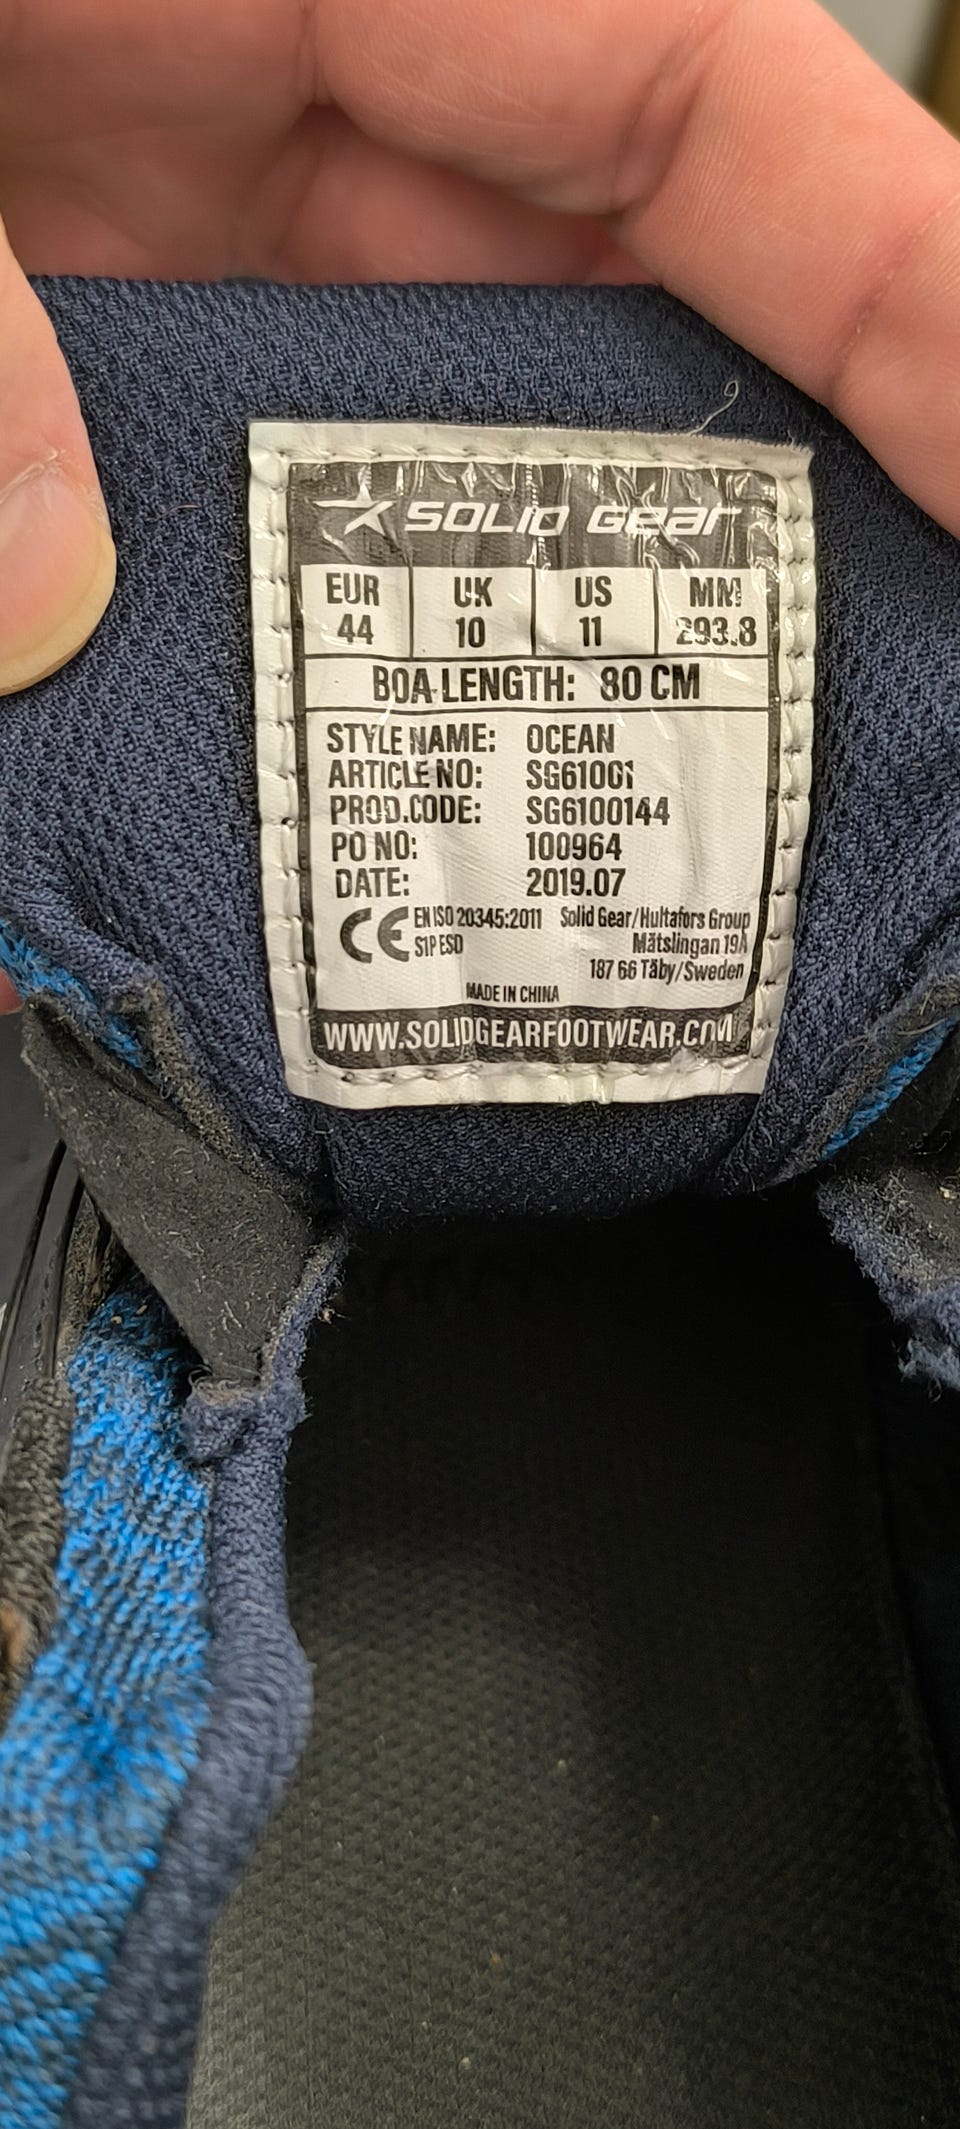 SOLID GEAR
EUR UK US MM
44 10 11 293.8
BOA LENGTH: 80 CM
STYLE NAME: OCEAN
ARTICLE NO: SG61001
PROD.CODE: SG6100144
PO NO: 100964
DATE: 2019.07
CE EN ISO 20345:2011 Solid Gear/Hultafors Group
S1P ESD Mätslingan 19A
187 66 Täby/Sweden
MADE IN CHINA
WWW.SOLIDGEARFOOTWEAR.COM